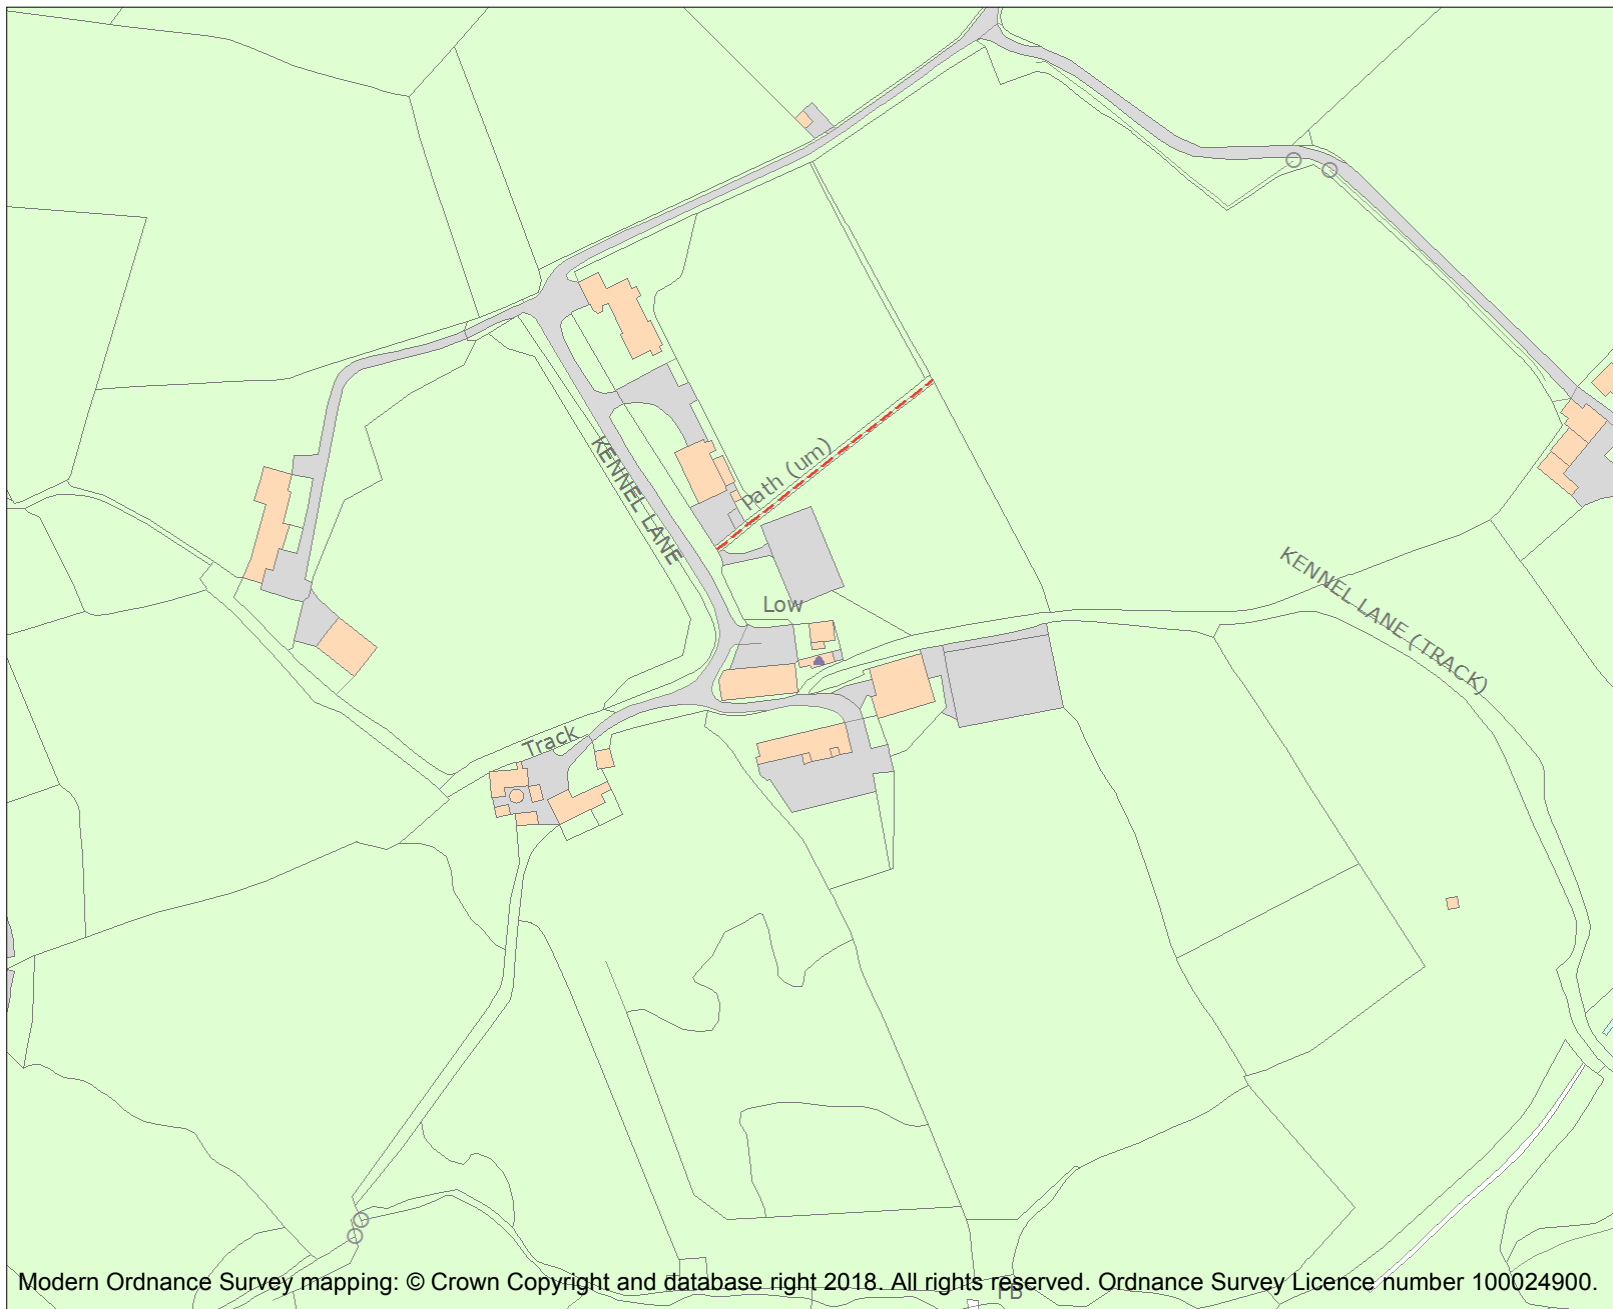 KENNEL LANE
Path (um)
KENNEL LANE (TRACK)
Low
Track
FB
Modern Ordnance Survey mapping: © Crown Copyright and database right 2018. All rights reserved. Ordnance Survey Licence number 100024900.